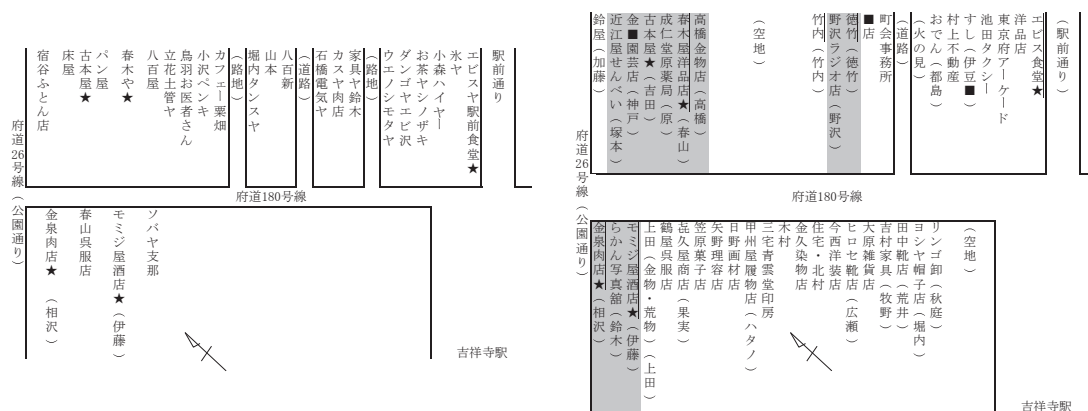 駅前通り
エビスヤ駅前食堂★
氷ヤ
小森ハイヤー
お茶ヤシノザキ
ダンゴヤエビ沢
ウエノシモタヤ
（路地）
家具ヤ鈴木
カスヤ肉店
石橋電気ヤ
（道路）
八百新
山本
堀内タンスヤ
（路地）
カフェー栗畑
小沢ペンキ
鳥羽お医者さん
立花土管ヤ
八百屋
春木や★
パン屋
古本屋★
床屋
宿谷ふとん店
府道26号線（公園通り）
府道180号線
ソバヤ支那
モミジ屋酒店★（伊藤）
春山呉服店
金泉肉店★（相沢）
吉祥寺駅
（駅前通り）
エビス食堂★
洋品店
東京府アーケード
池田タクシー
すし（伊豆■）
村上不動産
おでん（都島）
（火の見）
（道路）
町会事務所
■店
徳竹（徳竹）
野沢ラジオ店（野沢）
竹内（竹内）
（空地）
高橋金物店（高橋）
春木屋洋品店★（春山）
成仁堂原薬局（原）
古本屋★（吉田）
金■園芸店（神戸）
近江屋せんべい（塚本）
鈴屋（加藤）
府道26号線（公園通り）
府道180号線
（空地）
リンゴ卸（秋庭）
ヨシヤ帽子店（堀内）
田中靴店（荒井）
吉村家具（牧野）
大原雑貨店
ヒロセ靴店（広瀬）
今西洋装店
住宅・北村
金久染物店
木村
三宅青雲堂印房
甲州屋履物店（ハタノ）
日野画材店
矢野理容店
笠原菓子店
㐂久屋商店（果実）
鶴屋呉服店
上田（金物・荒物）（上田）
モミジ屋酒店★（伊藤）
らかん写真舘（鈴木）
金泉肉店★（相沢）
吉祥寺駅